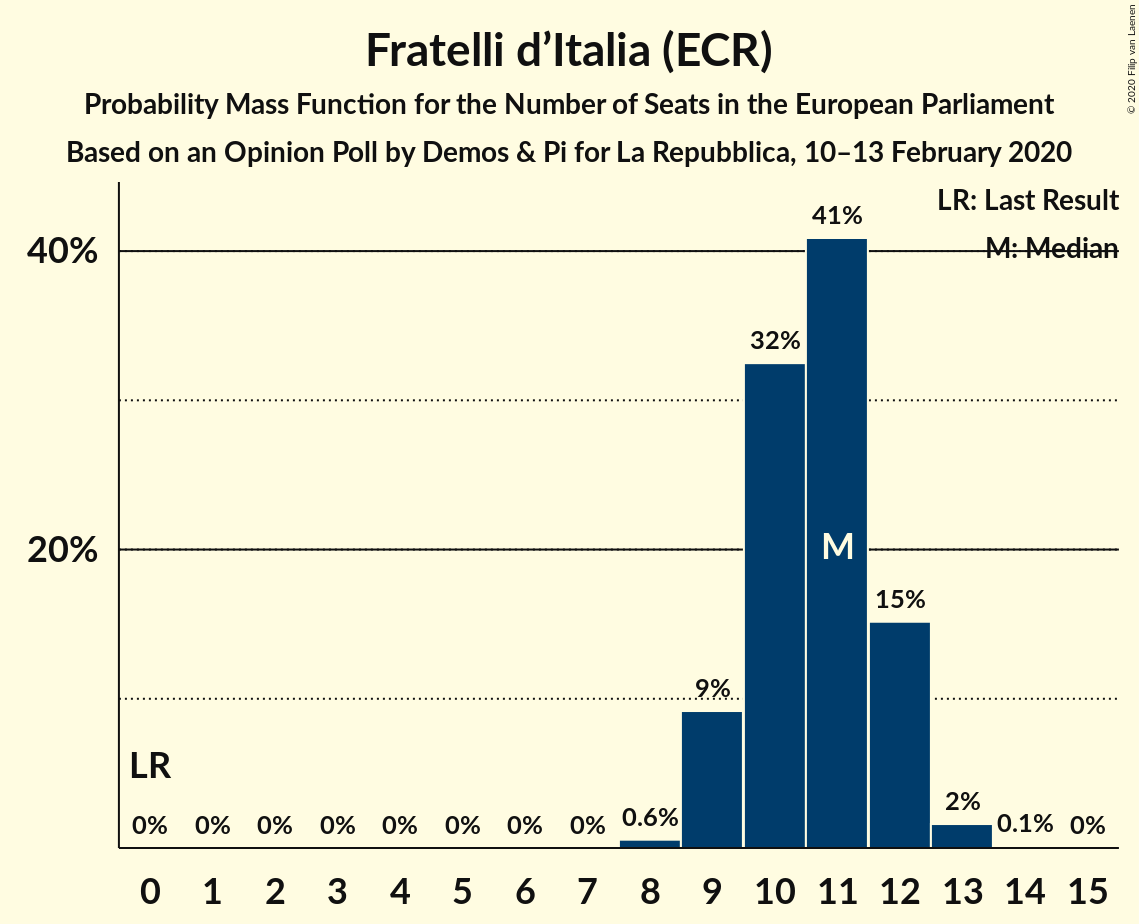 Fratelli d’Italia (ECR)
Probability Mass Function for the Number of Seats in the European Parliament
Based on an Opinion Poll by Demos & Pi for La Repubblica, 10–13 February 2020
© 2020 Filip van Laenen
LR: Last Result
M: Median
40%
20%
41%
32%
M
15%
9%
LR
0% 0% 0% 0% 0% 0% 0% 0% 0.6% 2% 0.1% 0%
0 1 2 3 4 5 6 7 8 9 10 11 12 13 14 15